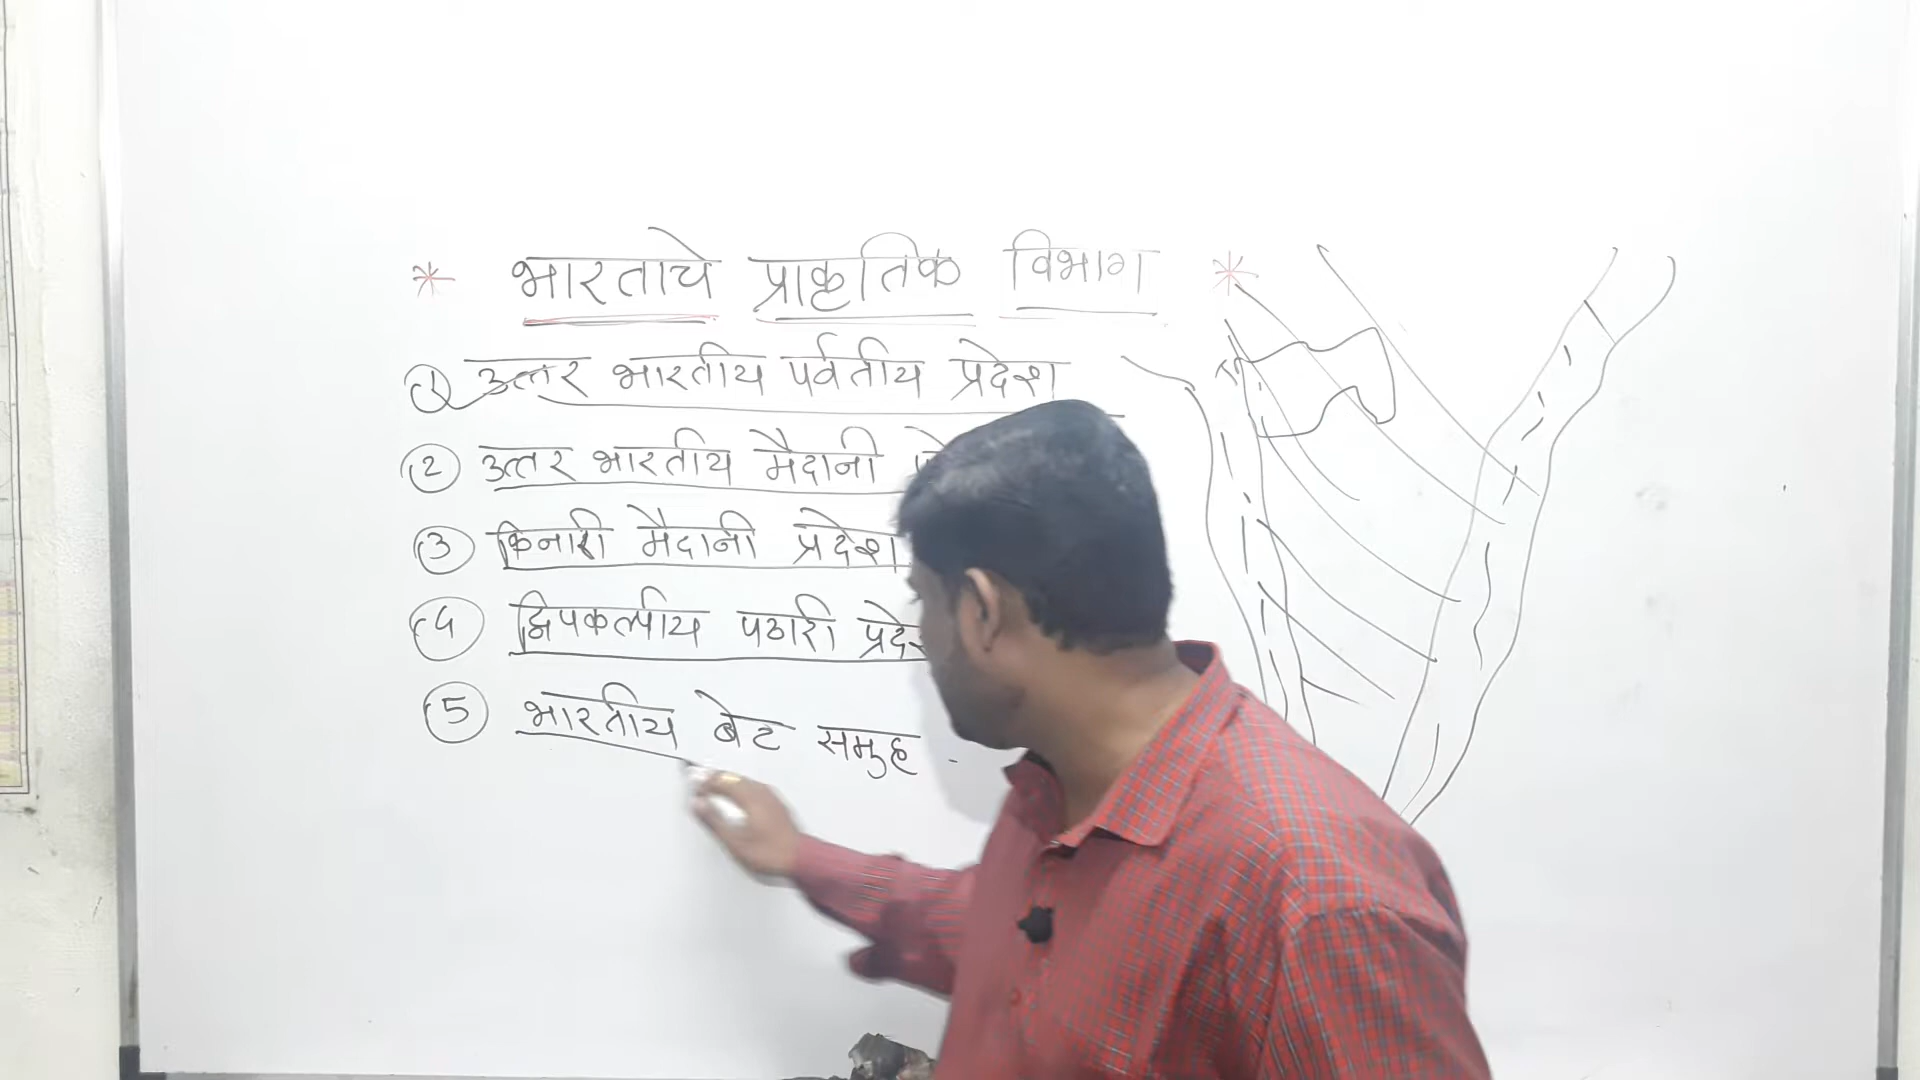 * भारताचे प्राकृतिक विभाग *
1 उत्तर भारतीय पर्वतीय प्रदेश
2 उत्तर भारतीय मैदानी
3 किनारी मैदानी प्रदेश
4 द्विपकल्पीय पठारी
5 भारतीय बेट समुह